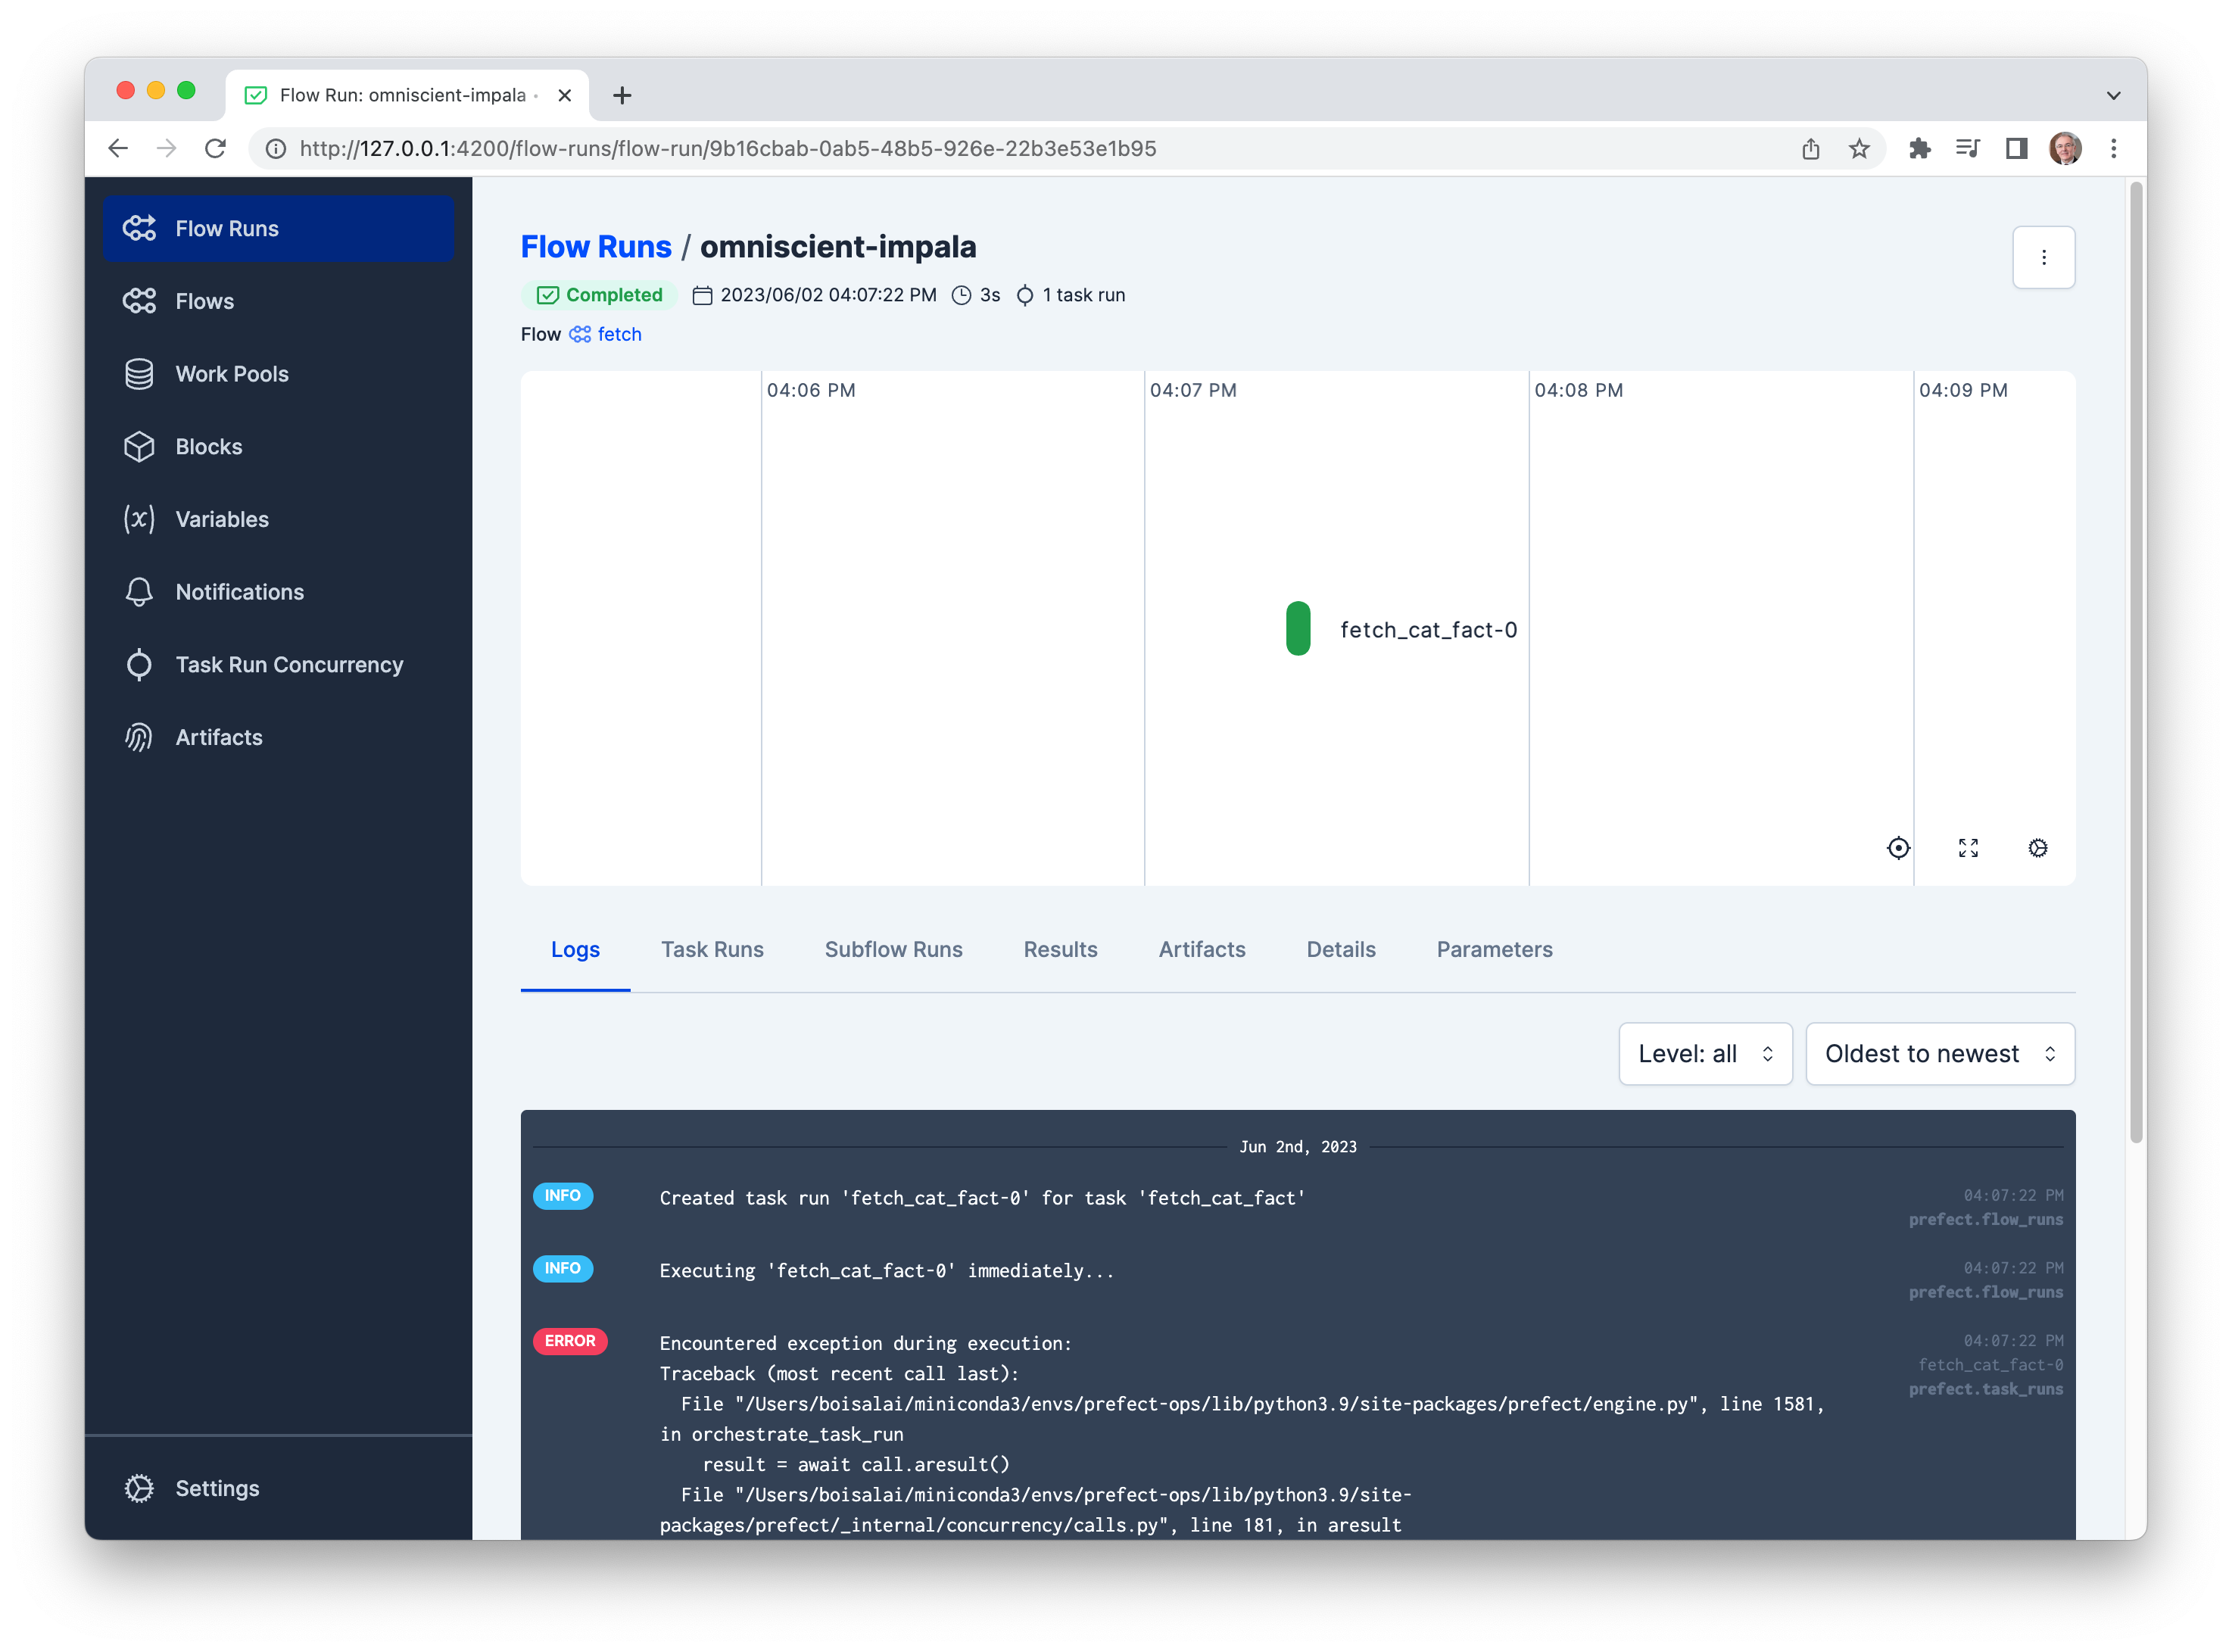 Flow Run: omniscient-impala
http://127.0.0.1:4200/flow-runs/flow-run/9b16cbab-0ab5-48b5-926e-22b3e53e1b95
Flow Runs
Flows
Work Pools
Blocks
Variables
Notifications
Task Run Concurrency
Artifacts
Settings
Flow Runs / omniscient-impala
Completed 2023/06/02 04:07:22 PM 3s 1 task run
Flow fetch
04:06 PM 04:07 PM 04:08 PM 04:09 PM
fetch_cat_fact-0
Logs Task Runs Subflow Runs Results Artifacts Details Parameters
Level: all Oldest to newest
Jun 2nd, 2023
INFO Created task run 'fetch_cat_fact-0' for task 'fetch_cat_fact' 04:07:22 PM
prefect.flow_runs
INFO Executing 'fetch_cat_fact-0' immediately... 04:07:22 PM
prefect.flow_runs
ERROR Encountered exception during execution: 04:07:22 PM
Traceback (most recent call last): fetch_cat_fact-0
prefect.task_runs
File "/Users/boisalai/miniconda3/envs/prefect-ops/lib/python3.9/site-packages/prefect/engine.py", line 1581,
in orchestrate_task_run
result = await call.aresult()
File "/Users/boisalai/miniconda3/envs/prefect-ops/lib/python3.9/site-
packages/prefect/_internal/concurrency/calls.py", line 181, in aresult